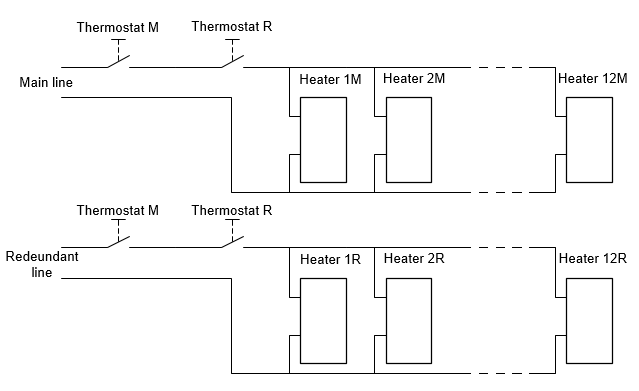 Thermostat M
Thermostat R
Main line
Heater 1M
Heater 2M
Heater 12M
Thermostat M
Thermostat R
Redeundant
line
Heater 1R
Heater 2R
Heater 12R